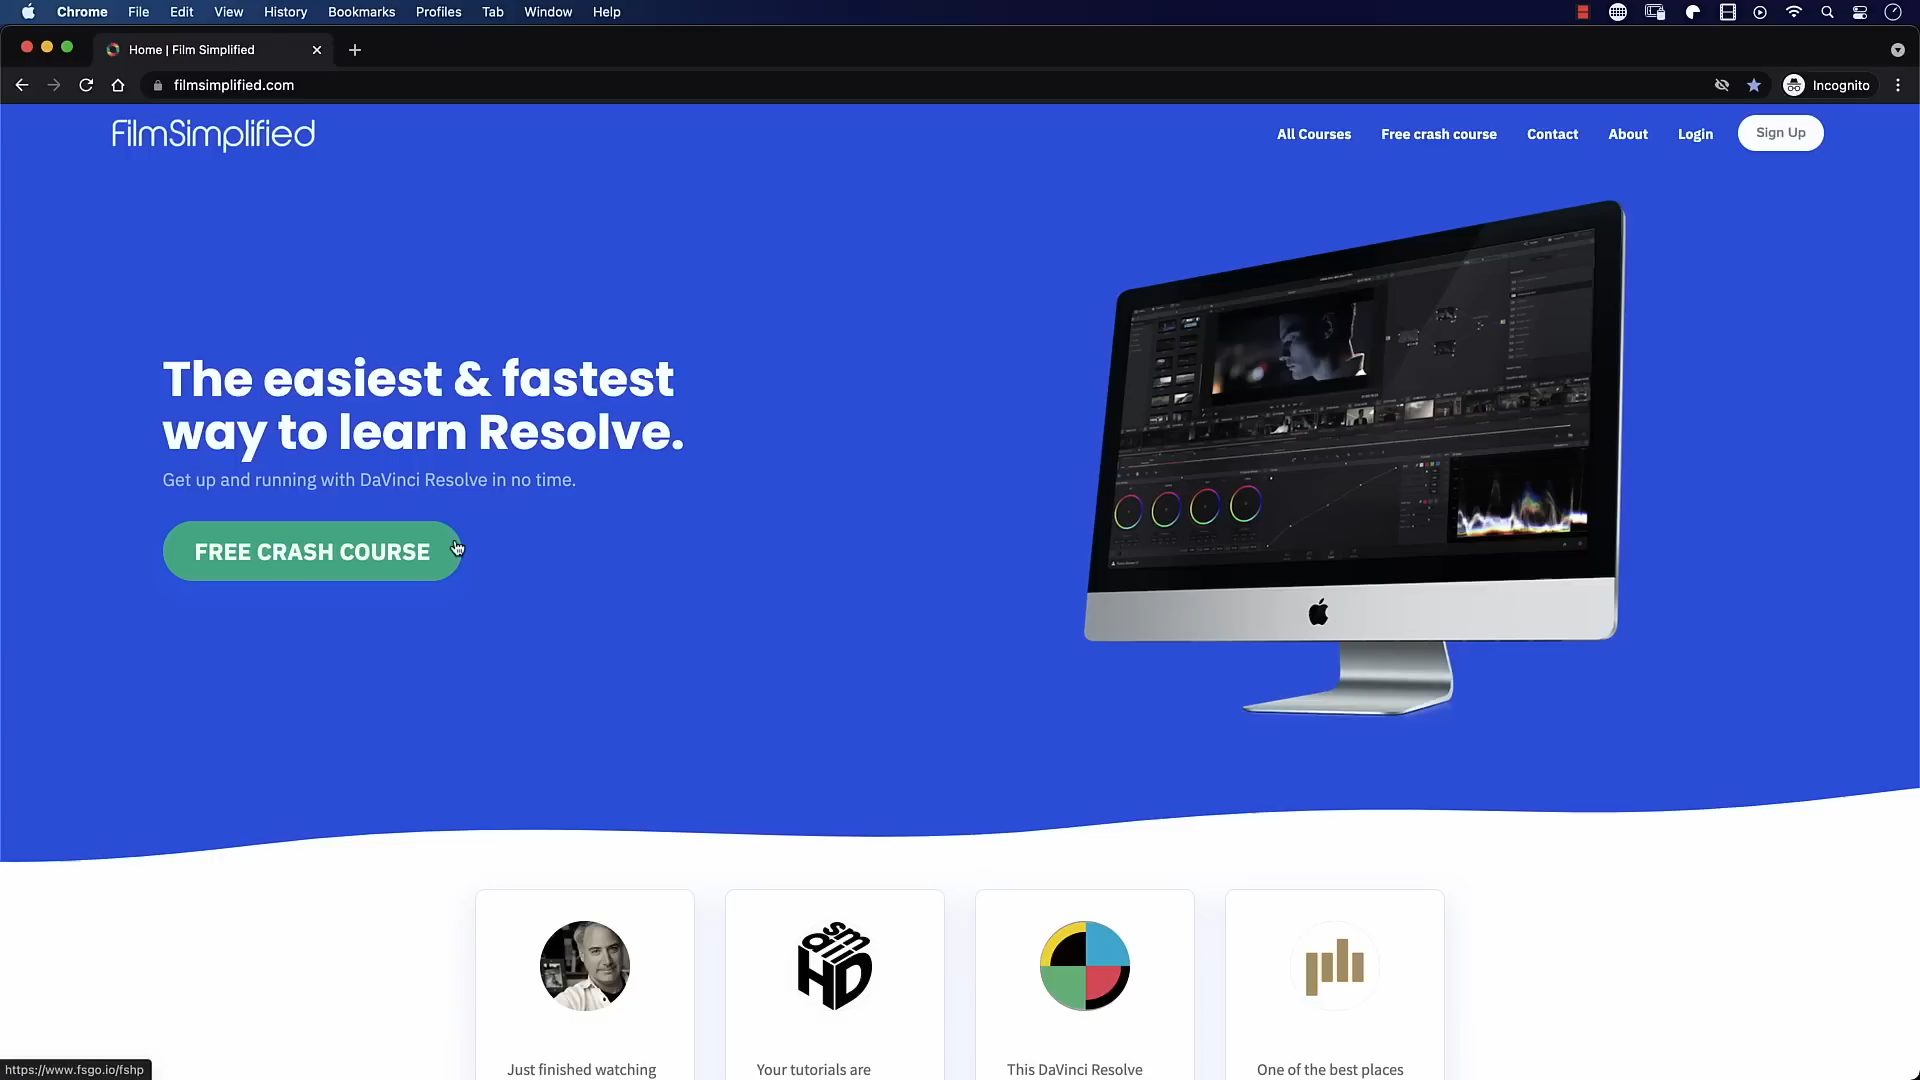 Chrome File Edit View History Bookmarks Profiles Tab Window Help
Home | Film Simplified
filmsimplified.com
Incognito
FilmSimplified
All Courses Free crash course Contact About Login Sign Up
The easiest & fastest
way to learn Resolve.
Get up and running with DaVinci Resolve in no time.
FREE CRASH COURSE
small HD
Just finished watching
Your tutorials are
This DaVinci Resolve
One of the best places
https://www.fsgo.io/fshp